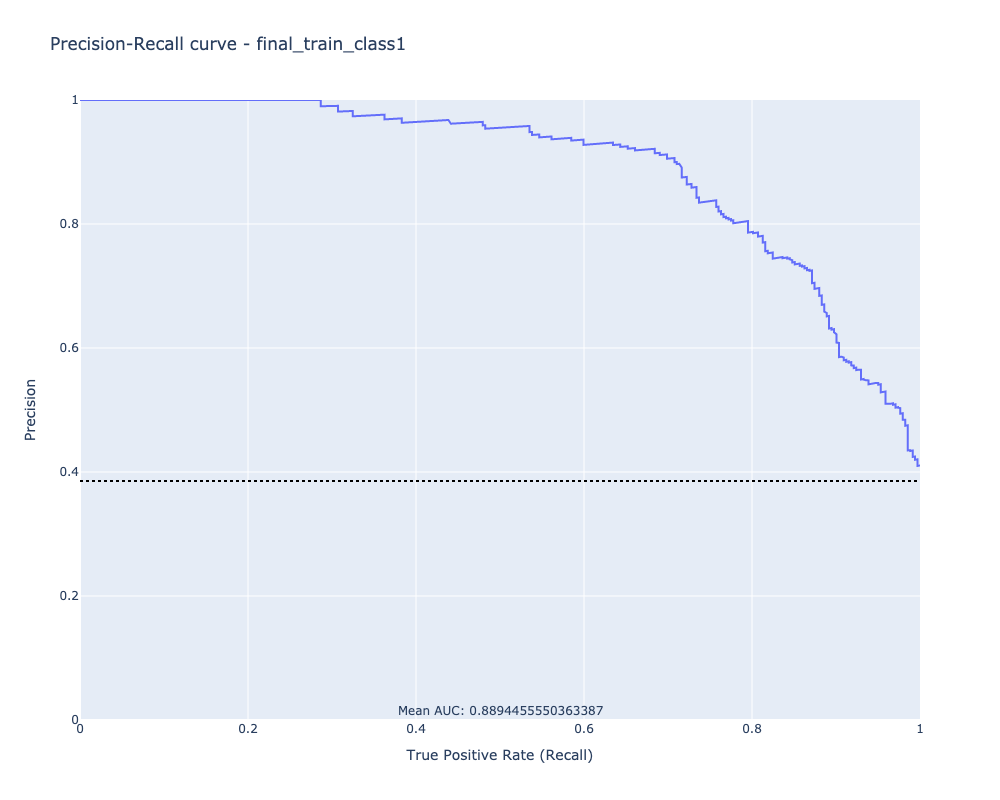 Precision-Recall curve - final_train_class1
1
0.8
0.6
0.4
0.2
0
Precision
Mean AUC: 0.8894455550363387
0 0.2 0.4 0.6 0.8 1
True Positive Rate (Recall)